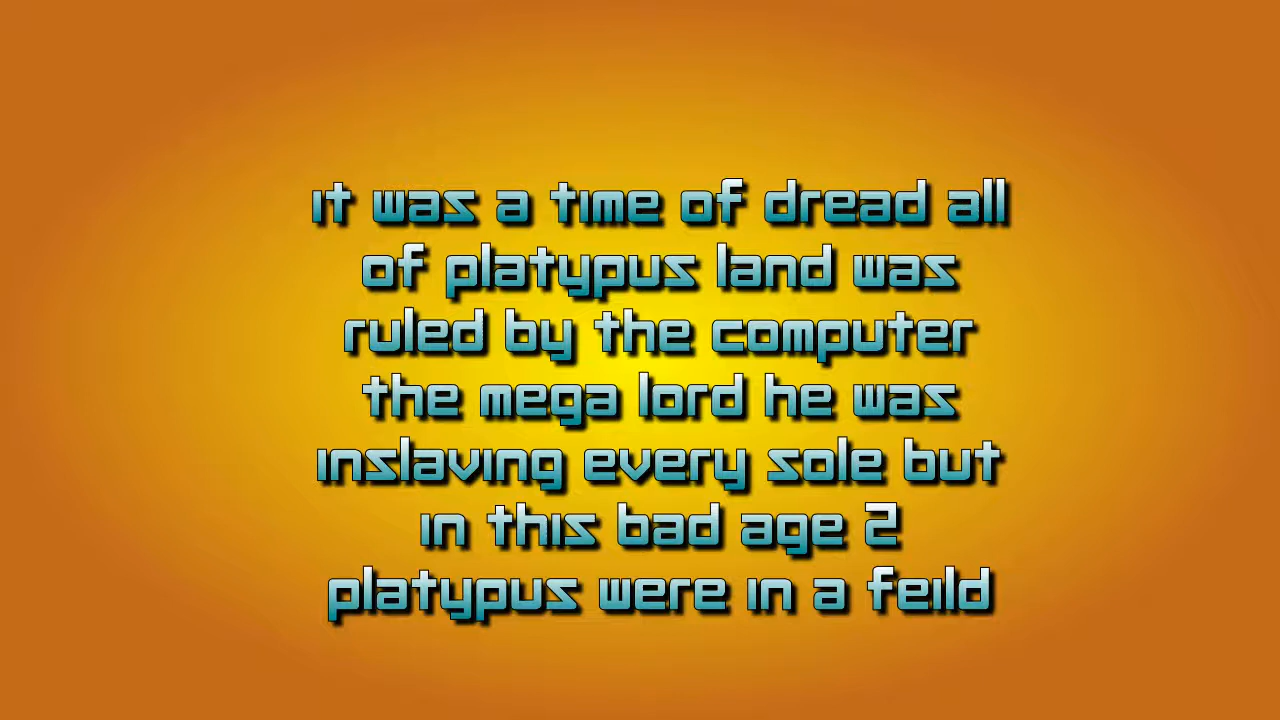 it was a time of dread all
of platypus land was
ruled by the computer
the mega lord he was
inslaving every sole but
in this bad age 2
platypus were in a feild